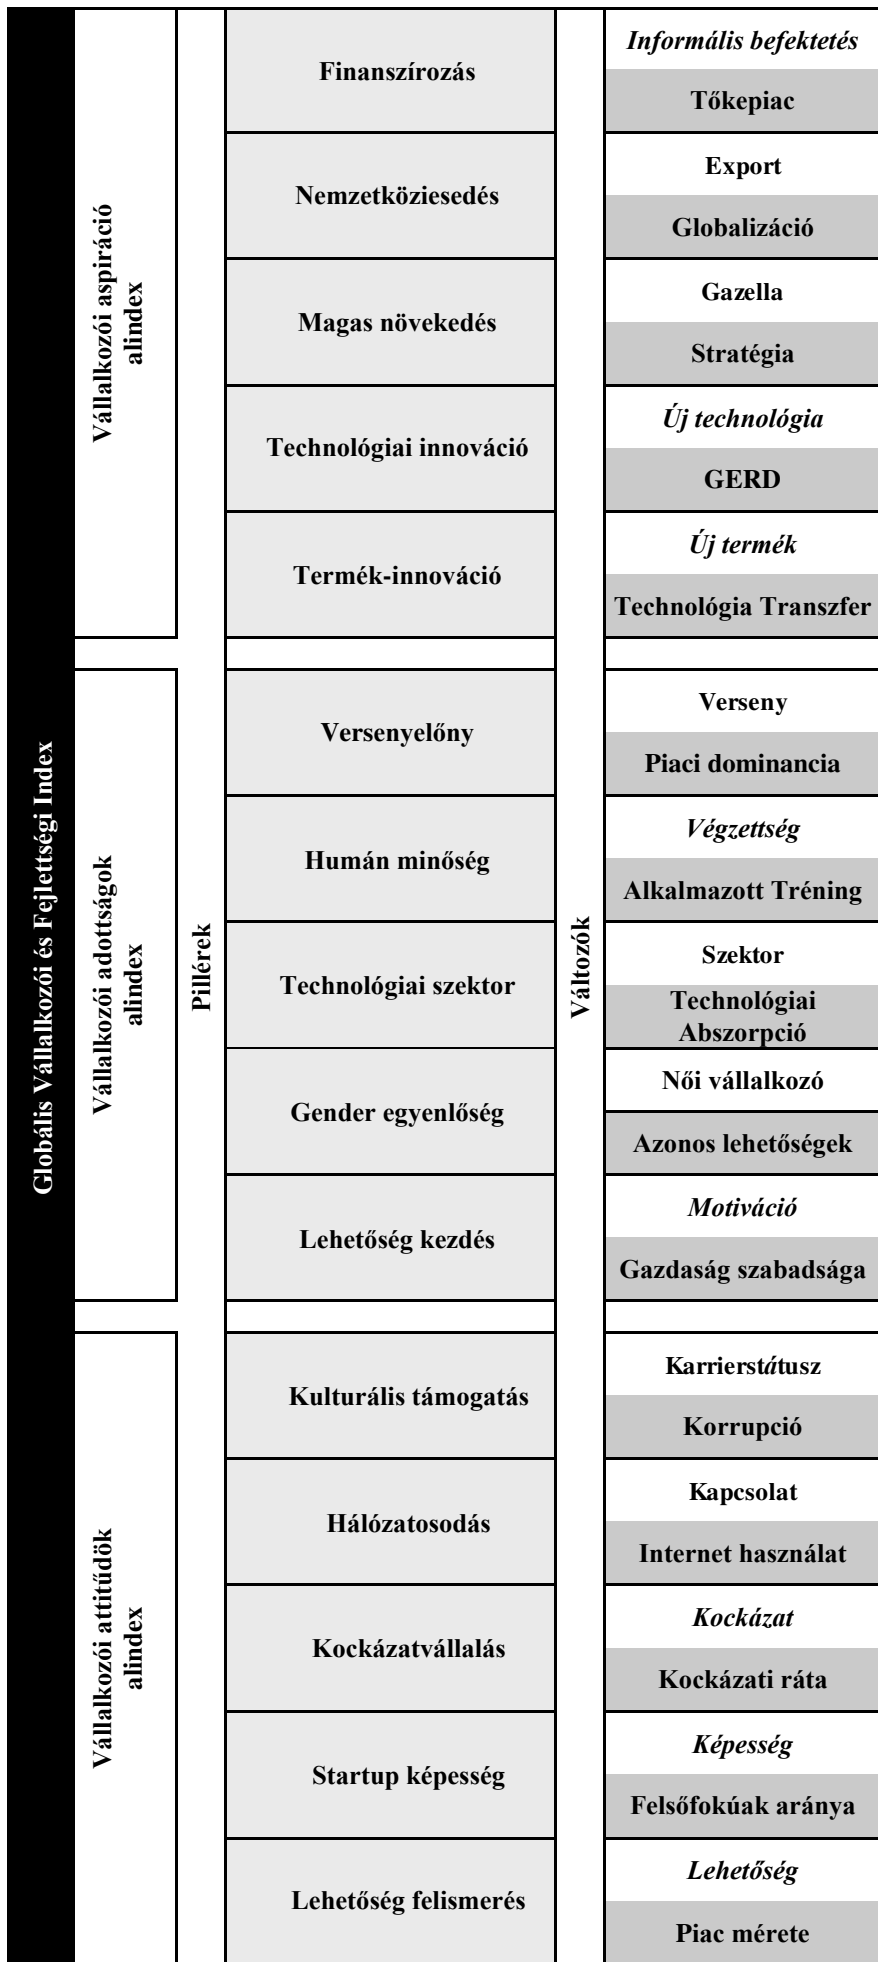 Globális Vállalkozói és Fejlettségi Index
Vállalkozói aspiráció
alindex
Vállalkozói adottságok
alindex
Vállalkozói attitűdök
alindex
Pillérek
Finanszírozás
Nemzetköziesedés
Magas növekedés
Technológiai innováció
Termék-innováció
Versenyelőny
Humán minőség
Technológiai szektor
Gender egyenlőség
Lehetőség kezdés
Kulturális támogatás
Hálózatosodás
Kockázatvállalás
Startup képesség
Lehetőség felismerés
Változók
Informális befektetés
Tőkepiac
Export
Globalizáció
Gazella
Stratégia
Új technológia
GERD
Új termék
Technológia Transzfer
Verseny
Piaci dominancia
Végzettség
Alkalmazott Tréning
Szektor
Technológiai
Abszorpció
Női vállalkozó
Azonos lehetőségek
Motiváció
Gazdaság szabadsága
Karrierstátusz
Korrupció
Kapcsolat
Internet használat
Kockázat
Kockázati ráta
Képesség
Felsőfokúak aránya
Lehetőség
Piac mérete